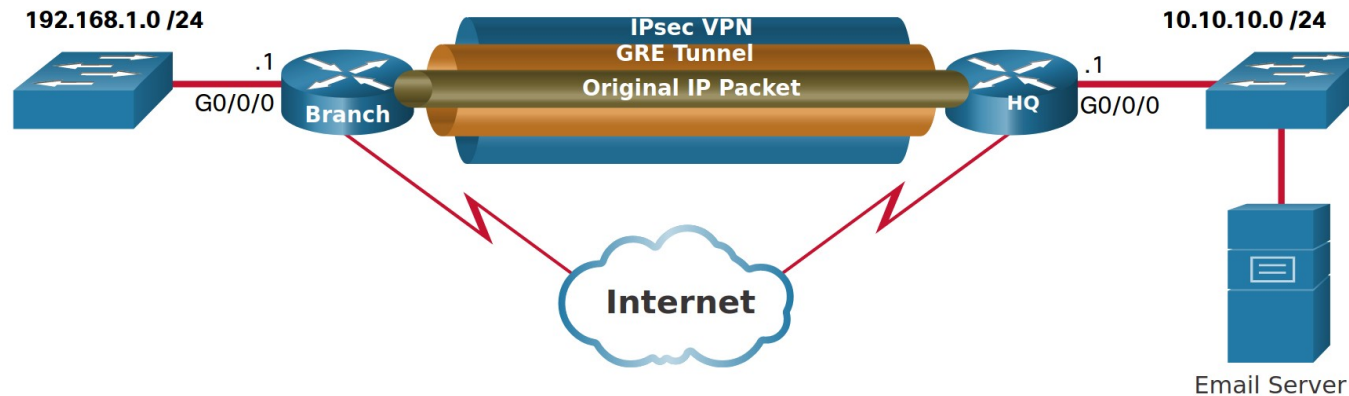 192.168.1.0 /24
10.10.10.0 /24
IPsec VPN
GRE Tunnel
Original IP Packet
.1
G0/0/0
Branch
HQ
.1
G0/0/0
Internet
Email Server